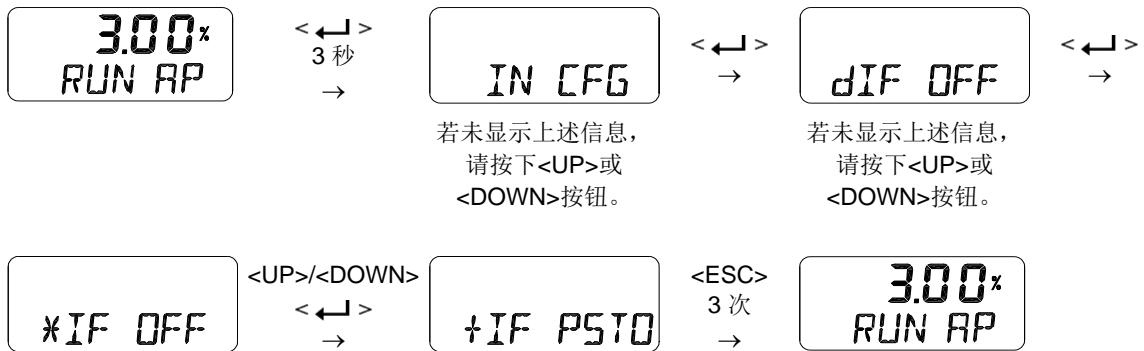 3.00%
RUN AP
< ↵ >
3 秒
→
IN CFG
若未显示上述信息，
请按下<UP>或
<DOWN>按钮。
< ↵ >
→
dIF OFF
若未显示上述信息，
请按下<UP>或
<DOWN>按钮。
< ↵ >
→
*IF OFF
<UP>/<DOWN>
< ↵ >
→
+IF PSTO
<ESC>
3 次
→
3.00%
RUN AP